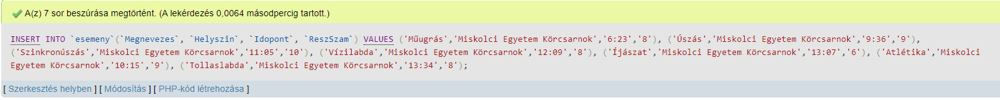 A(z) 7 sor beszúrása megtörtént. (A lekérdezés 0,0064 másodpercig tartott.)
INSERT INTO `esemeny`(`Megnevezes`, `Helyszin`, `Idopont`, `ReszSzam`) VALUES ('Műugrás','Miskolci Egyetem Körcsarnok','6:23','8'), ('Úszás','Miskolci Egyetem Körcsarnok','9:36','9'),
('Szinkronúszás','Miskolci Egyetem Körcsarnok','11:05','10'), ('Vízilabda','Miskolci Egyetem Körcsarnok','12:09','8'), ('Íjászat','Miskolci Egyetem Körcsarnok','13:07','6'), ('Atlétika','Miskolci
Egyetem Körcsarnok','10:15','9'), ('Tollaslabda','Miskolci Egyetem Körcsarnok','13:34','8');
[ Szerkesztés helyben ] [ Módosítás ] [ PHP-kód létrehozása ]